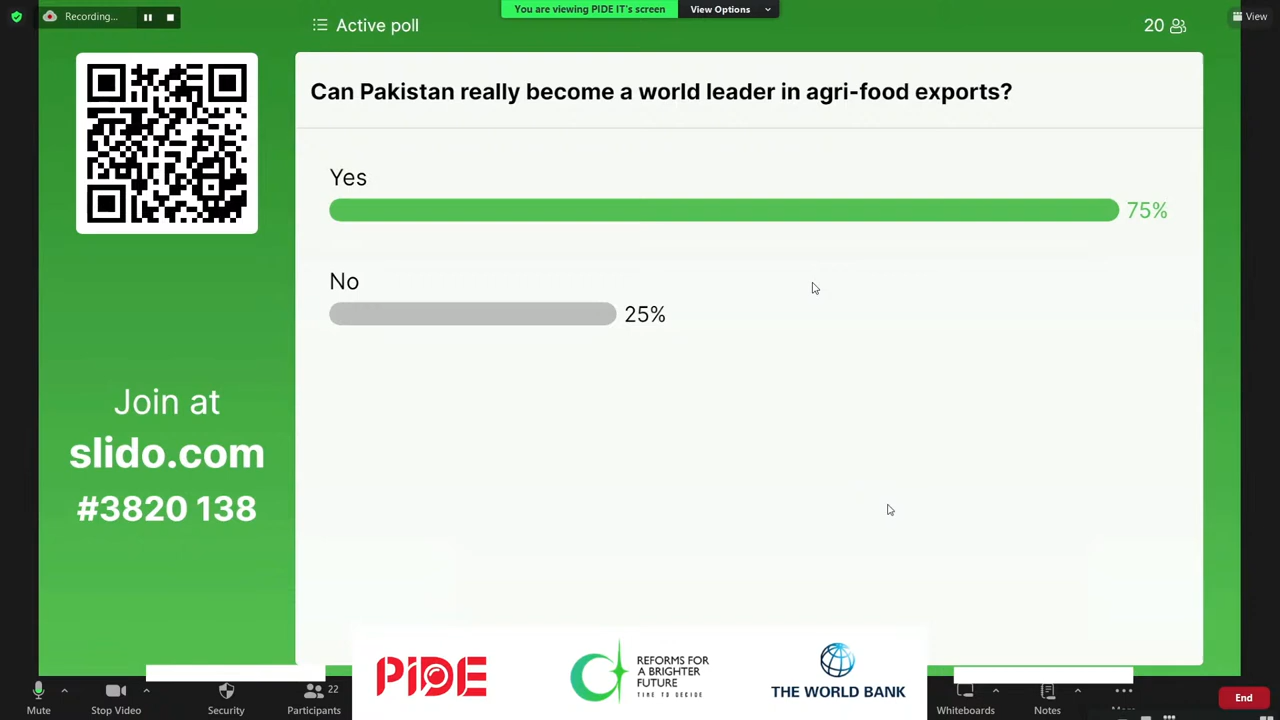 Recording...
You are viewing PIDE IT's screen
View Options
View
Active poll
20
Can Pakistan really become a world leader in agri-food exports?
Yes
75%
No
25%
Join at
slido.com
#3820 138
PIDE
REFORMS FOR
A BRIGHTER
FUTURE
TIME TO DECIDE
THE WORLD BANK
Mute
Stop Video
Security
22
Participants
Whiteboards
Notes
End